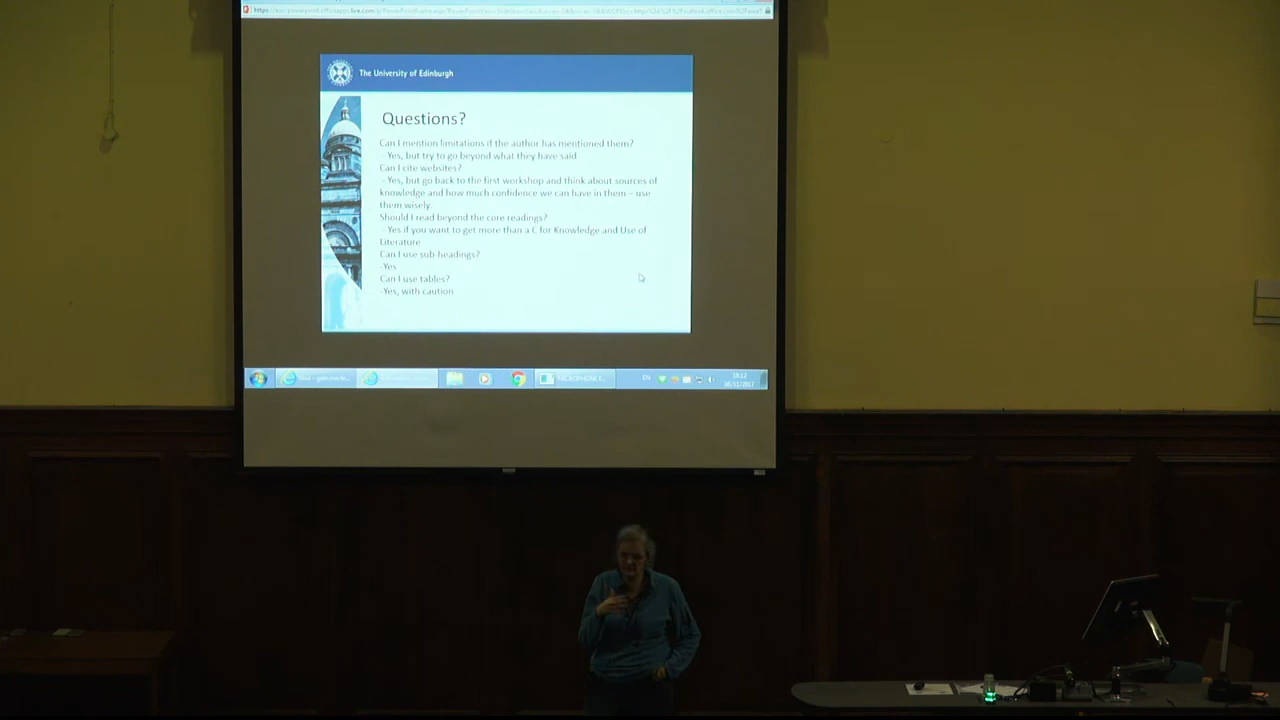 The University of Edinburgh
Questions?
Can I mention limitations if the author has mentioned them?
- Yes, but try to go beyond what they have said
Can I cite websites?
- Yes, but go back to the first workshop and think about sources of
knowledge and how much confidence we can have in them – use
them wisely.
Should I read beyond the core readings?
- Yes if you want to get more than a C for Knowledge and Use of
Literature
Can I use sub headings?
-Yes
Can I use tables?
-Yes, with caution
EN